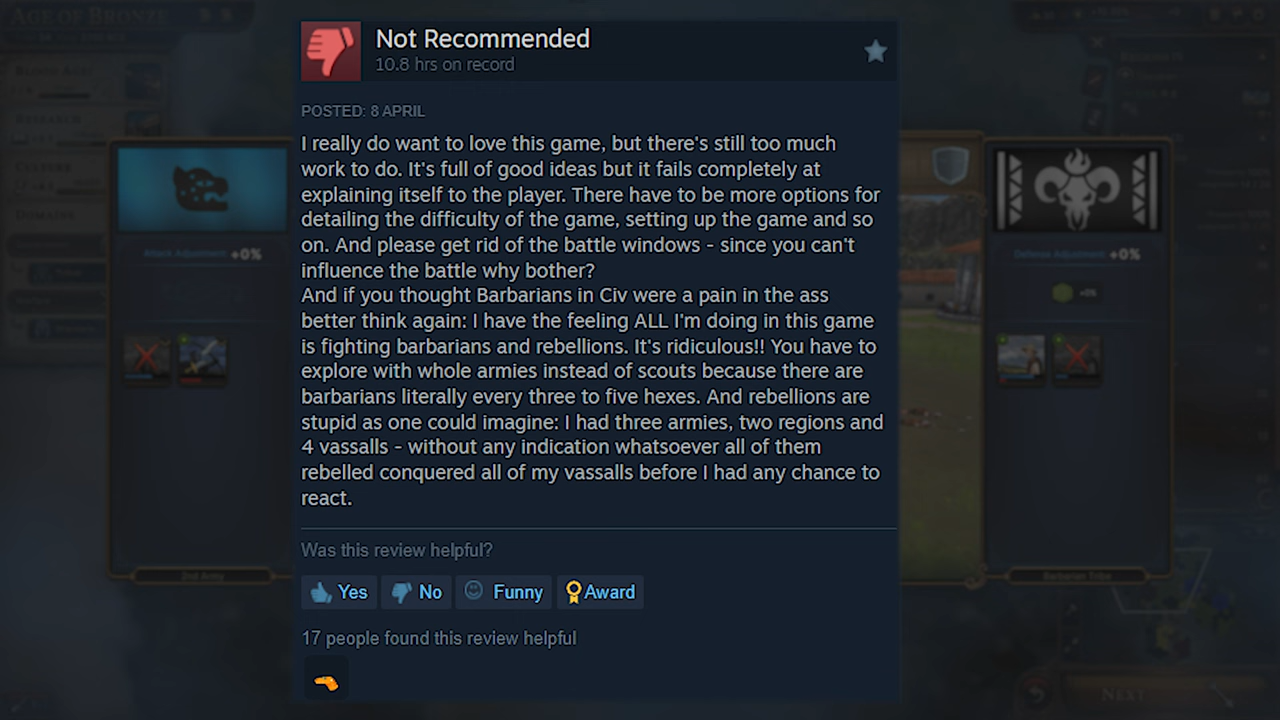 AGE OF BRONZE
Not Recommended
10.8 hrs on record
POSTED: 8 APRIL
I really do want to love this game, but there's still too much
work to do. It's full of good ideas but it fails completely at
explaining itself to the player. There have to be more options for
detailing the difficulty of the game, setting up the game and so
on. And please get rid of the battle windows - since you can't
influence the battle why bother?
And if you thought Barbarians in Civ were a pain in the ass
better think again: I have the feeling ALL I'm doing in this game
is fighting barbarians and rebellions. It's ridiculous!! You have to
explore with whole armies instead of scouts because there are
barbarians literally every three to five hexes. And rebellions are
stupid as one could imagine: I had three armies, two regions and
4 vassalls - without any indication whatsoever all of them
rebelled conquered all of my vassalls before I had any chance to
react.
Was this review helpful?
Yes
No
Funny
Award
17 people found this review helpful
Attack Adjustment: +0%
2nd Army
Defense Adjustment: +0%
+0%
Barbarian Tribe
NEXT